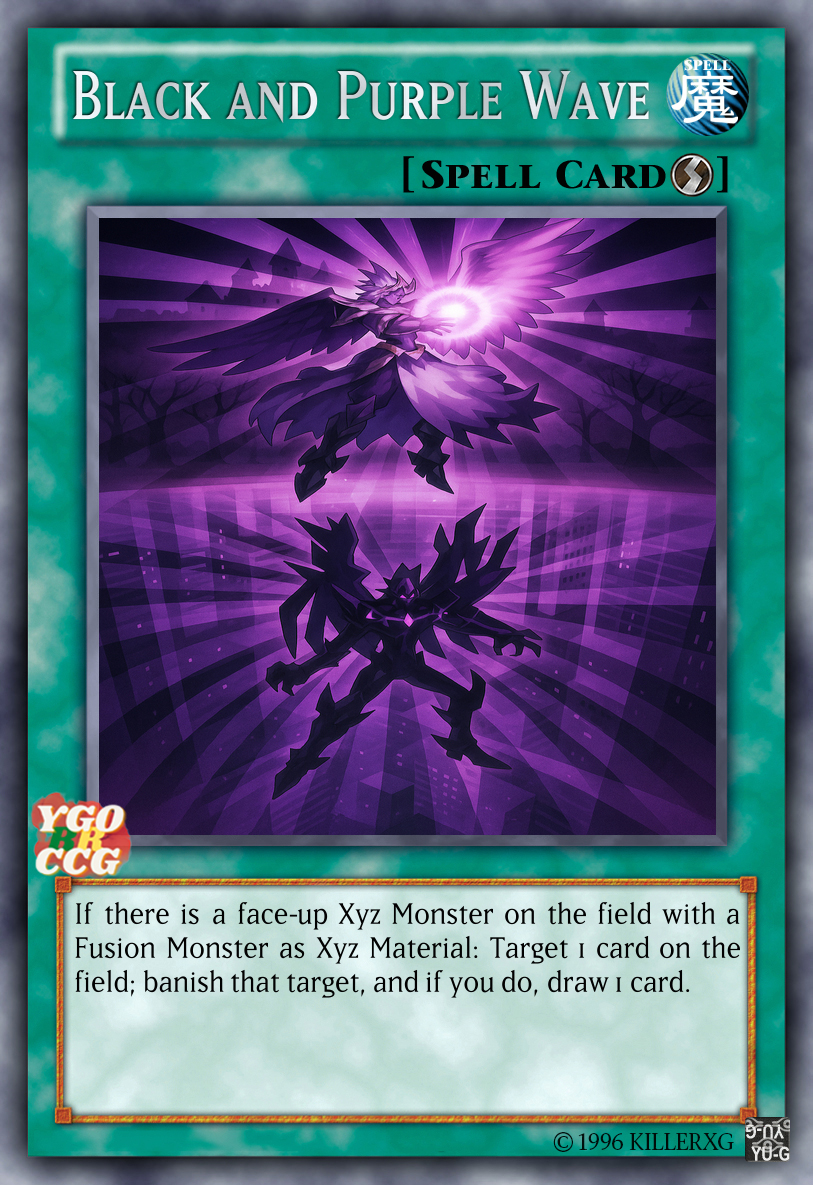 Black and Purple Wave
SPELL
魔
[Spell Card]
YGO
BR
CCG
If there is a face-up Xyz Monster on the field with a
Fusion Monster as Xyz Material: Target 1 card on the
field; banish that target, and if you do, draw 1 card.
© 1996 KILLERXG
YU-G